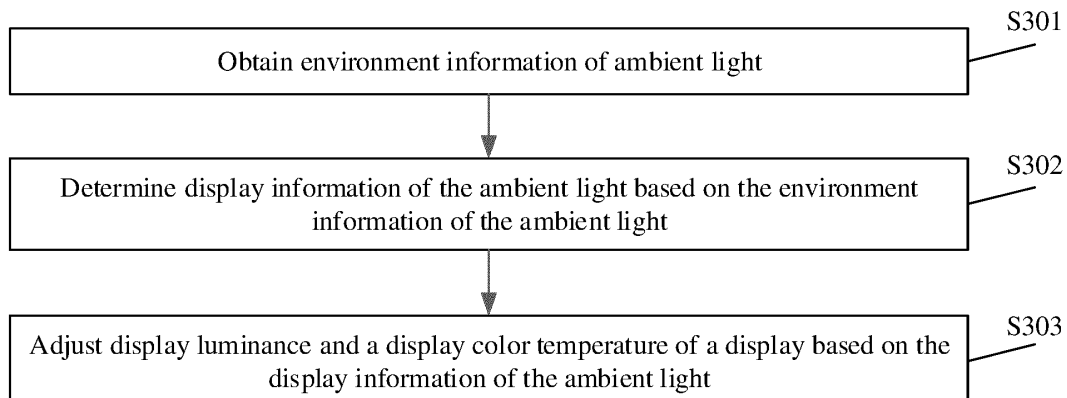 S301
Obtain environment information of ambient light
S302
Determine display information of the ambient light based on the environment
information of the ambient light
S303
Adjust display luminance and a display color temperature of a display based on the
display information of the ambient light